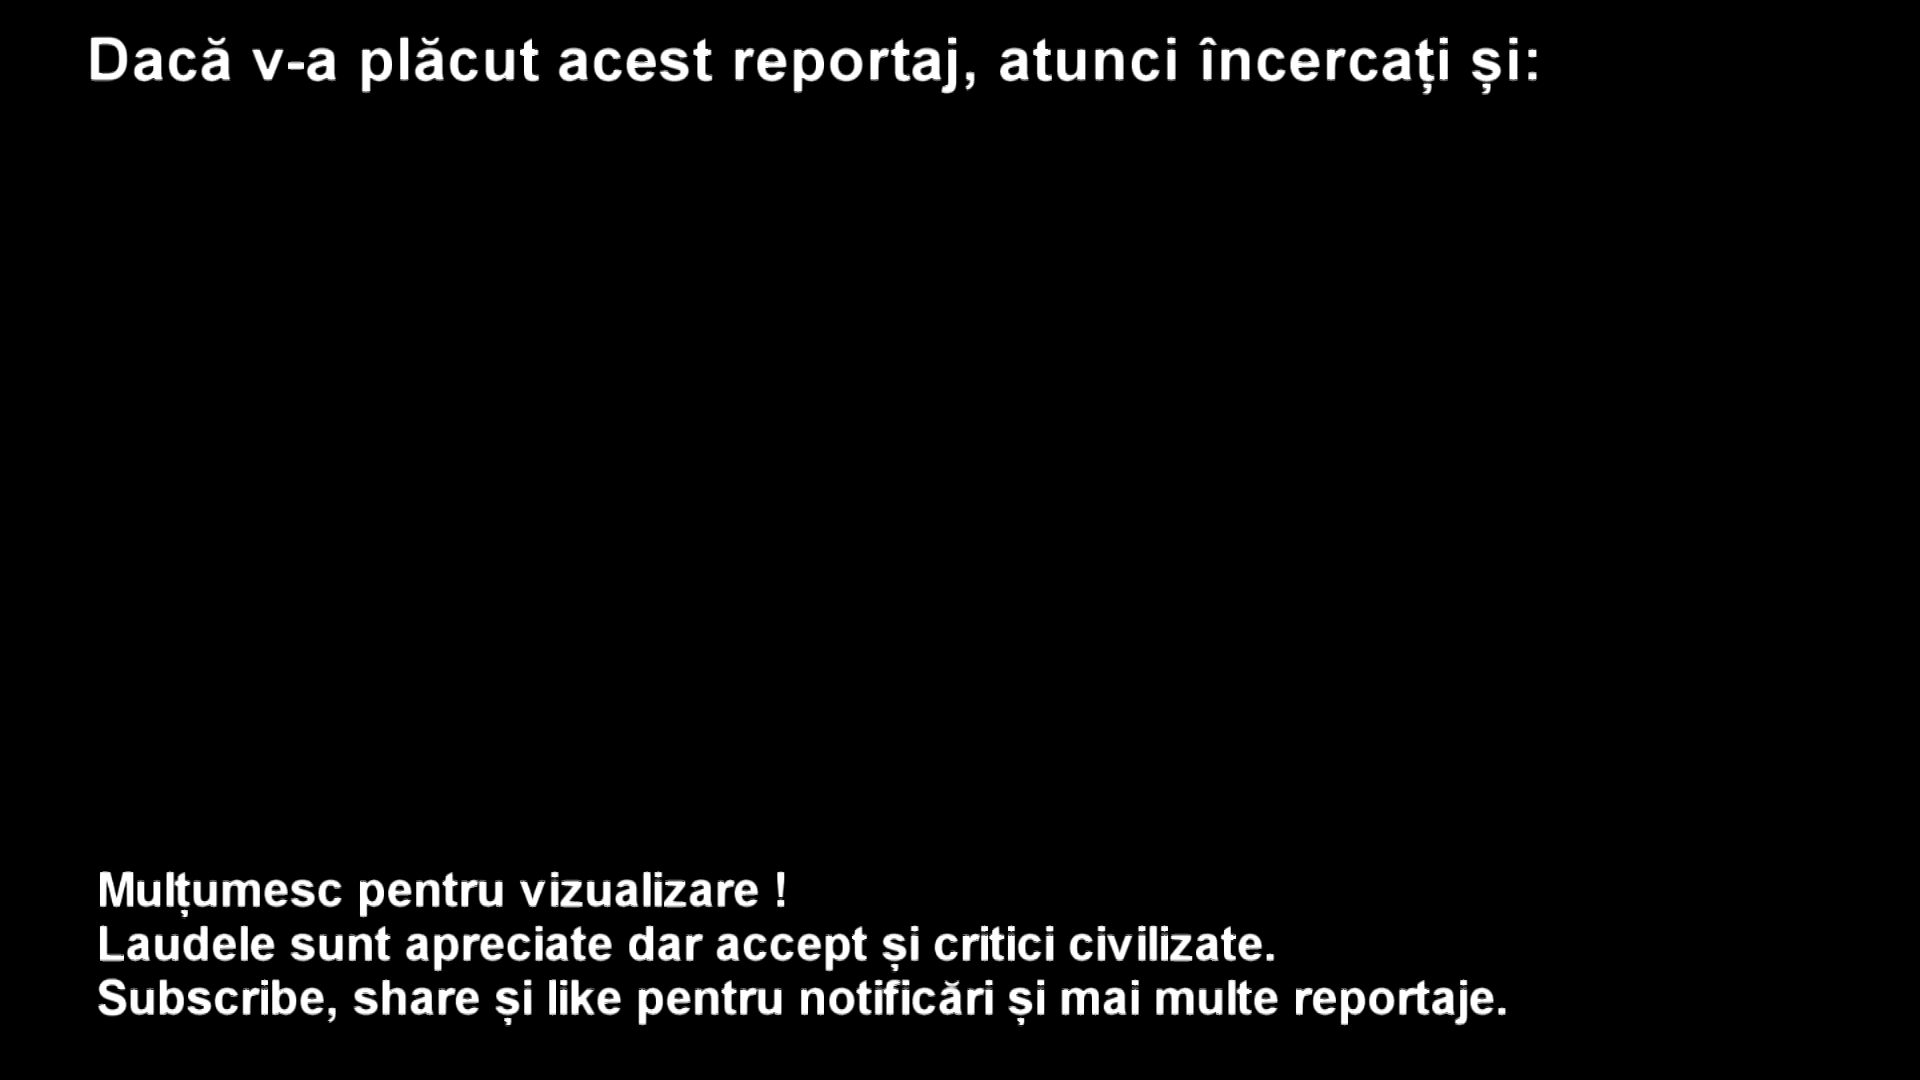 Dacă v-a plăcut acest reportaj, atunci încercați și:
Mulțumesc pentru vizualizare !
Laudele sunt apreciate dar accept și critici civilizate.
Subscribe, share și like pentru notificări și mai multe reportaje.